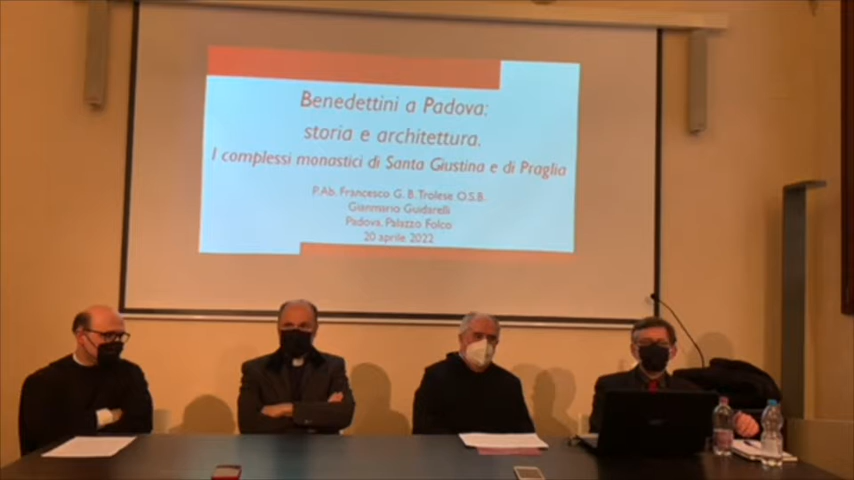 Benedettini a Padova:
storia e architettura.
I complessi monastici di Santa Giustina e di Praglia
P. Ab. Francesco G. B. Trolese O.S.B.
Gianmario Guidarelli
Padova, Palazzo Folco
20 aprile 2022